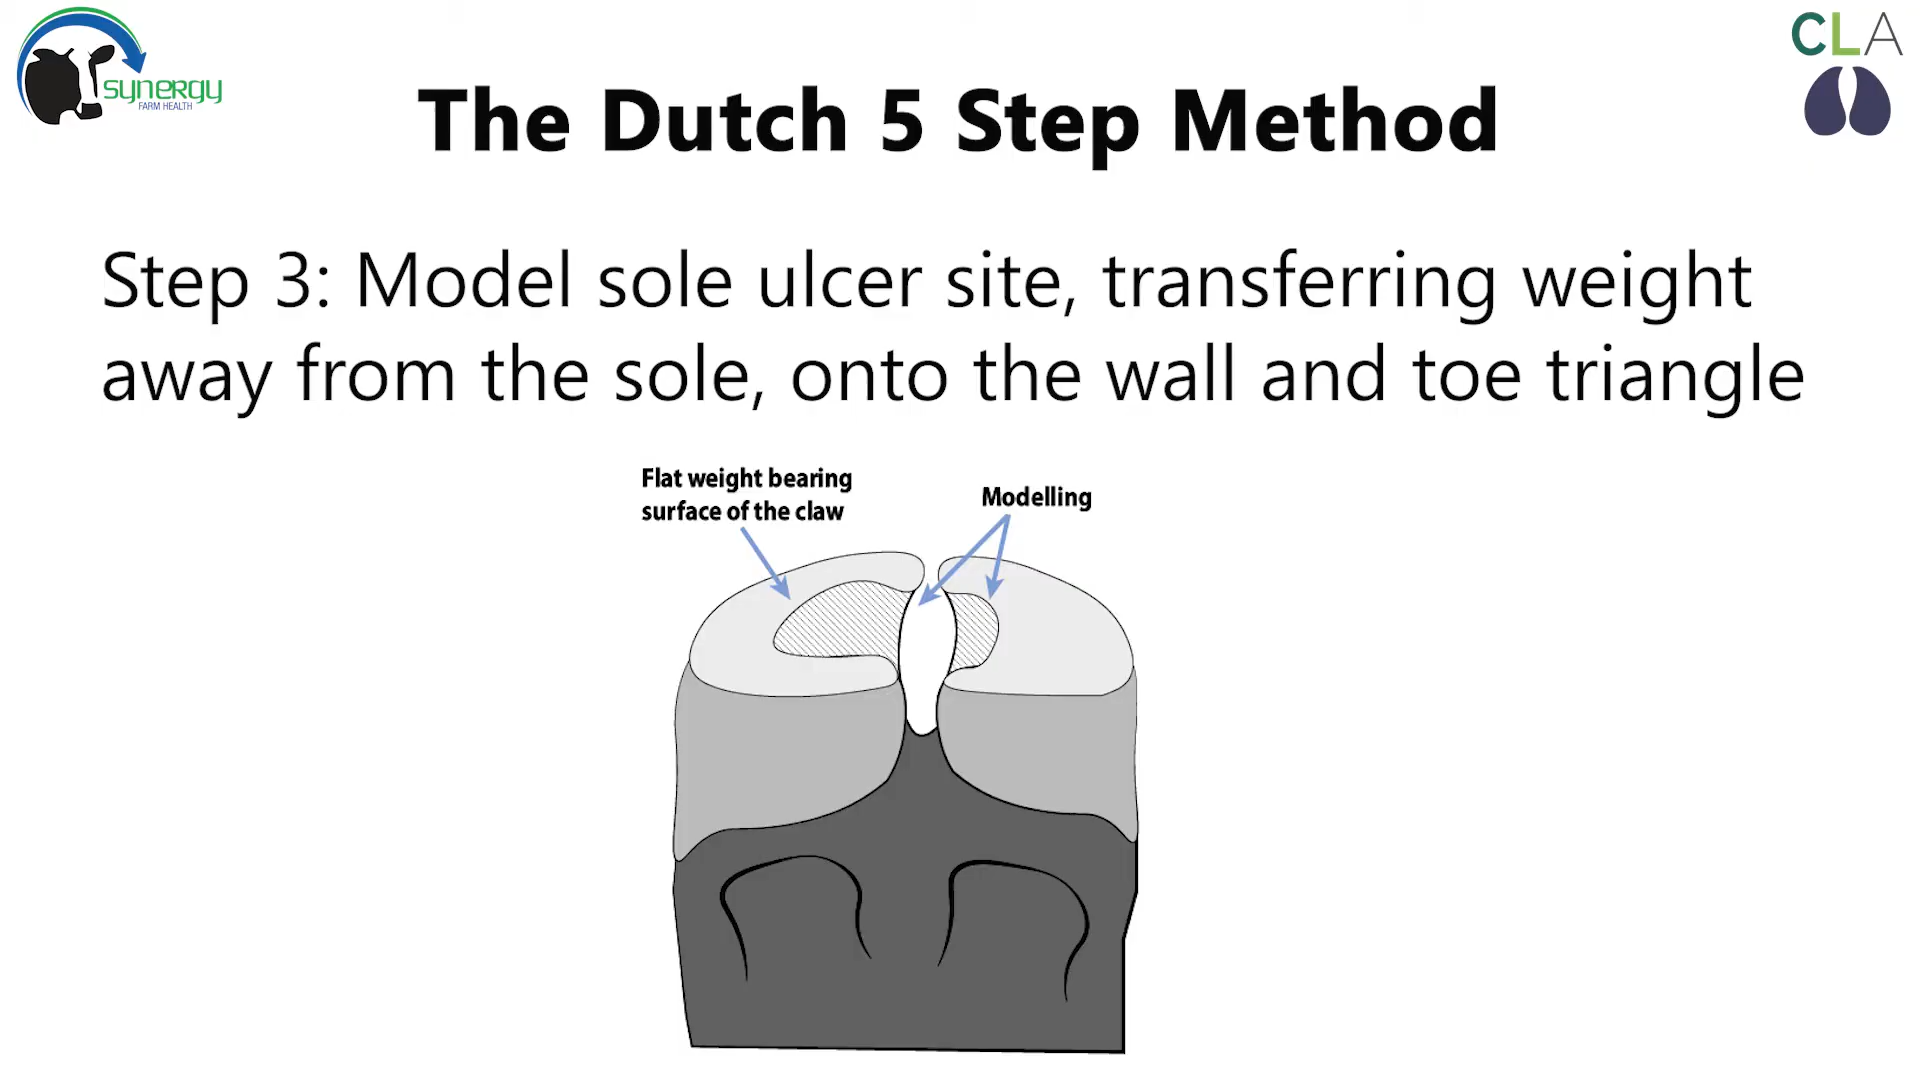 synergy
FARM HEALTH
CLA
The Dutch 5 Step Method
Step 3: Model sole ulcer site, transferring weight
away from the sole, onto the wall and toe triangle
Flat weight bearing
surface of the claw
Modelling